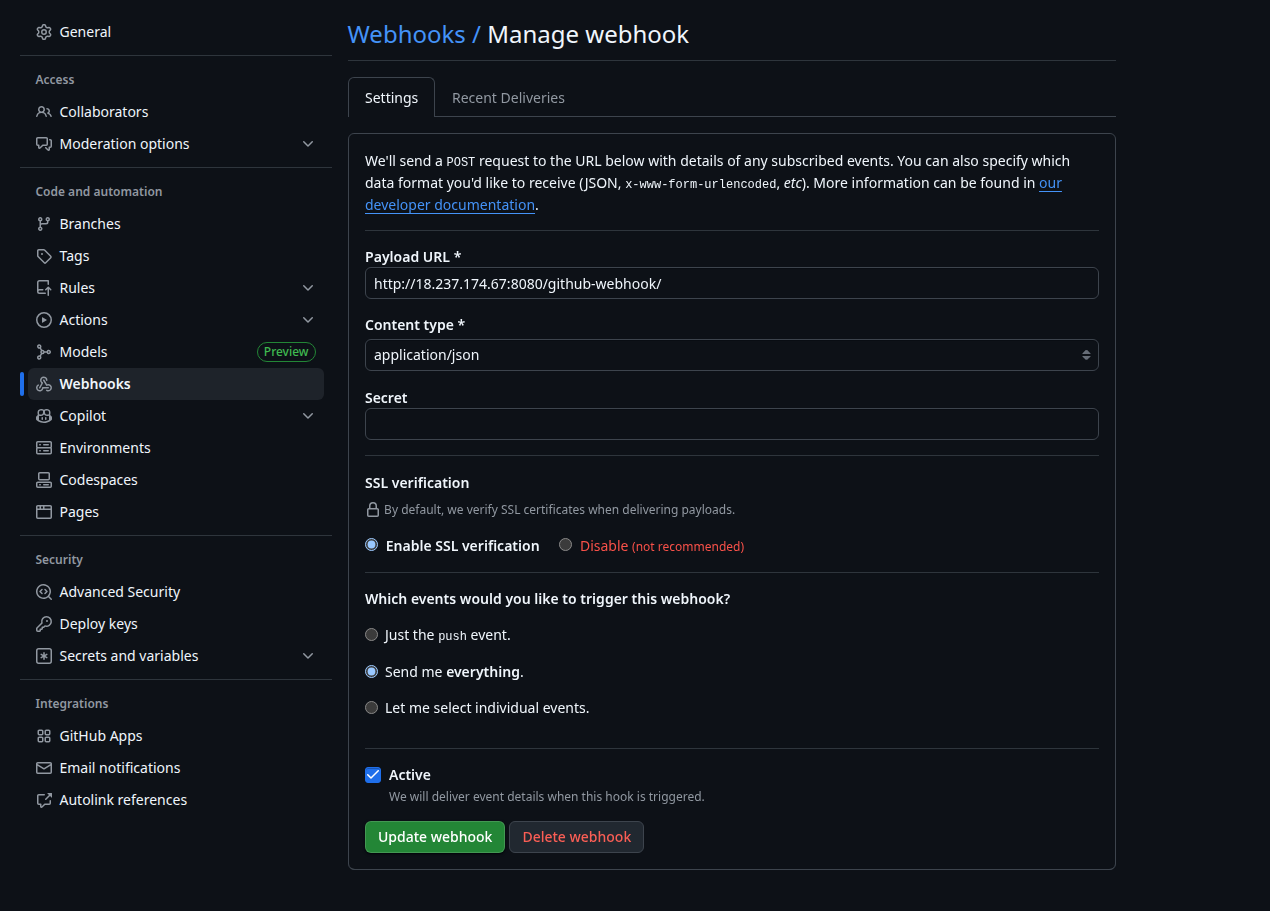 General
Access
Collaborators
Moderation options
Code and automation
Branches
Tags
Rules
Actions
Models Preview
Webhooks
Copilot
Environments
Codespaces
Pages
Security
Advanced Security
Deploy keys
Secrets and variables
Integrations
GitHub Apps
Email notifications
Autolink references
Webhooks / Manage webhook
Settings Recent Deliveries
We'll send a POST request to the URL below with details of any subscribed events. You can also specify which
data format you'd like to receive (JSON, x-www-form-urlencoded, etc). More information can be found in our
developer documentation.
Payload URL *
http://18.237.174.67:8080/github-webhook/
Content type *
application/json
Secret
SSL verification
By default, we verify SSL certificates when delivering payloads.
Enable SSL verification Disable (not recommended)
Which events would you like to trigger this webhook?
Just the push event.
Send me everything.
Let me select individual events.
Active
We will deliver event details when this hook is triggered.
Update webhook Delete webhook